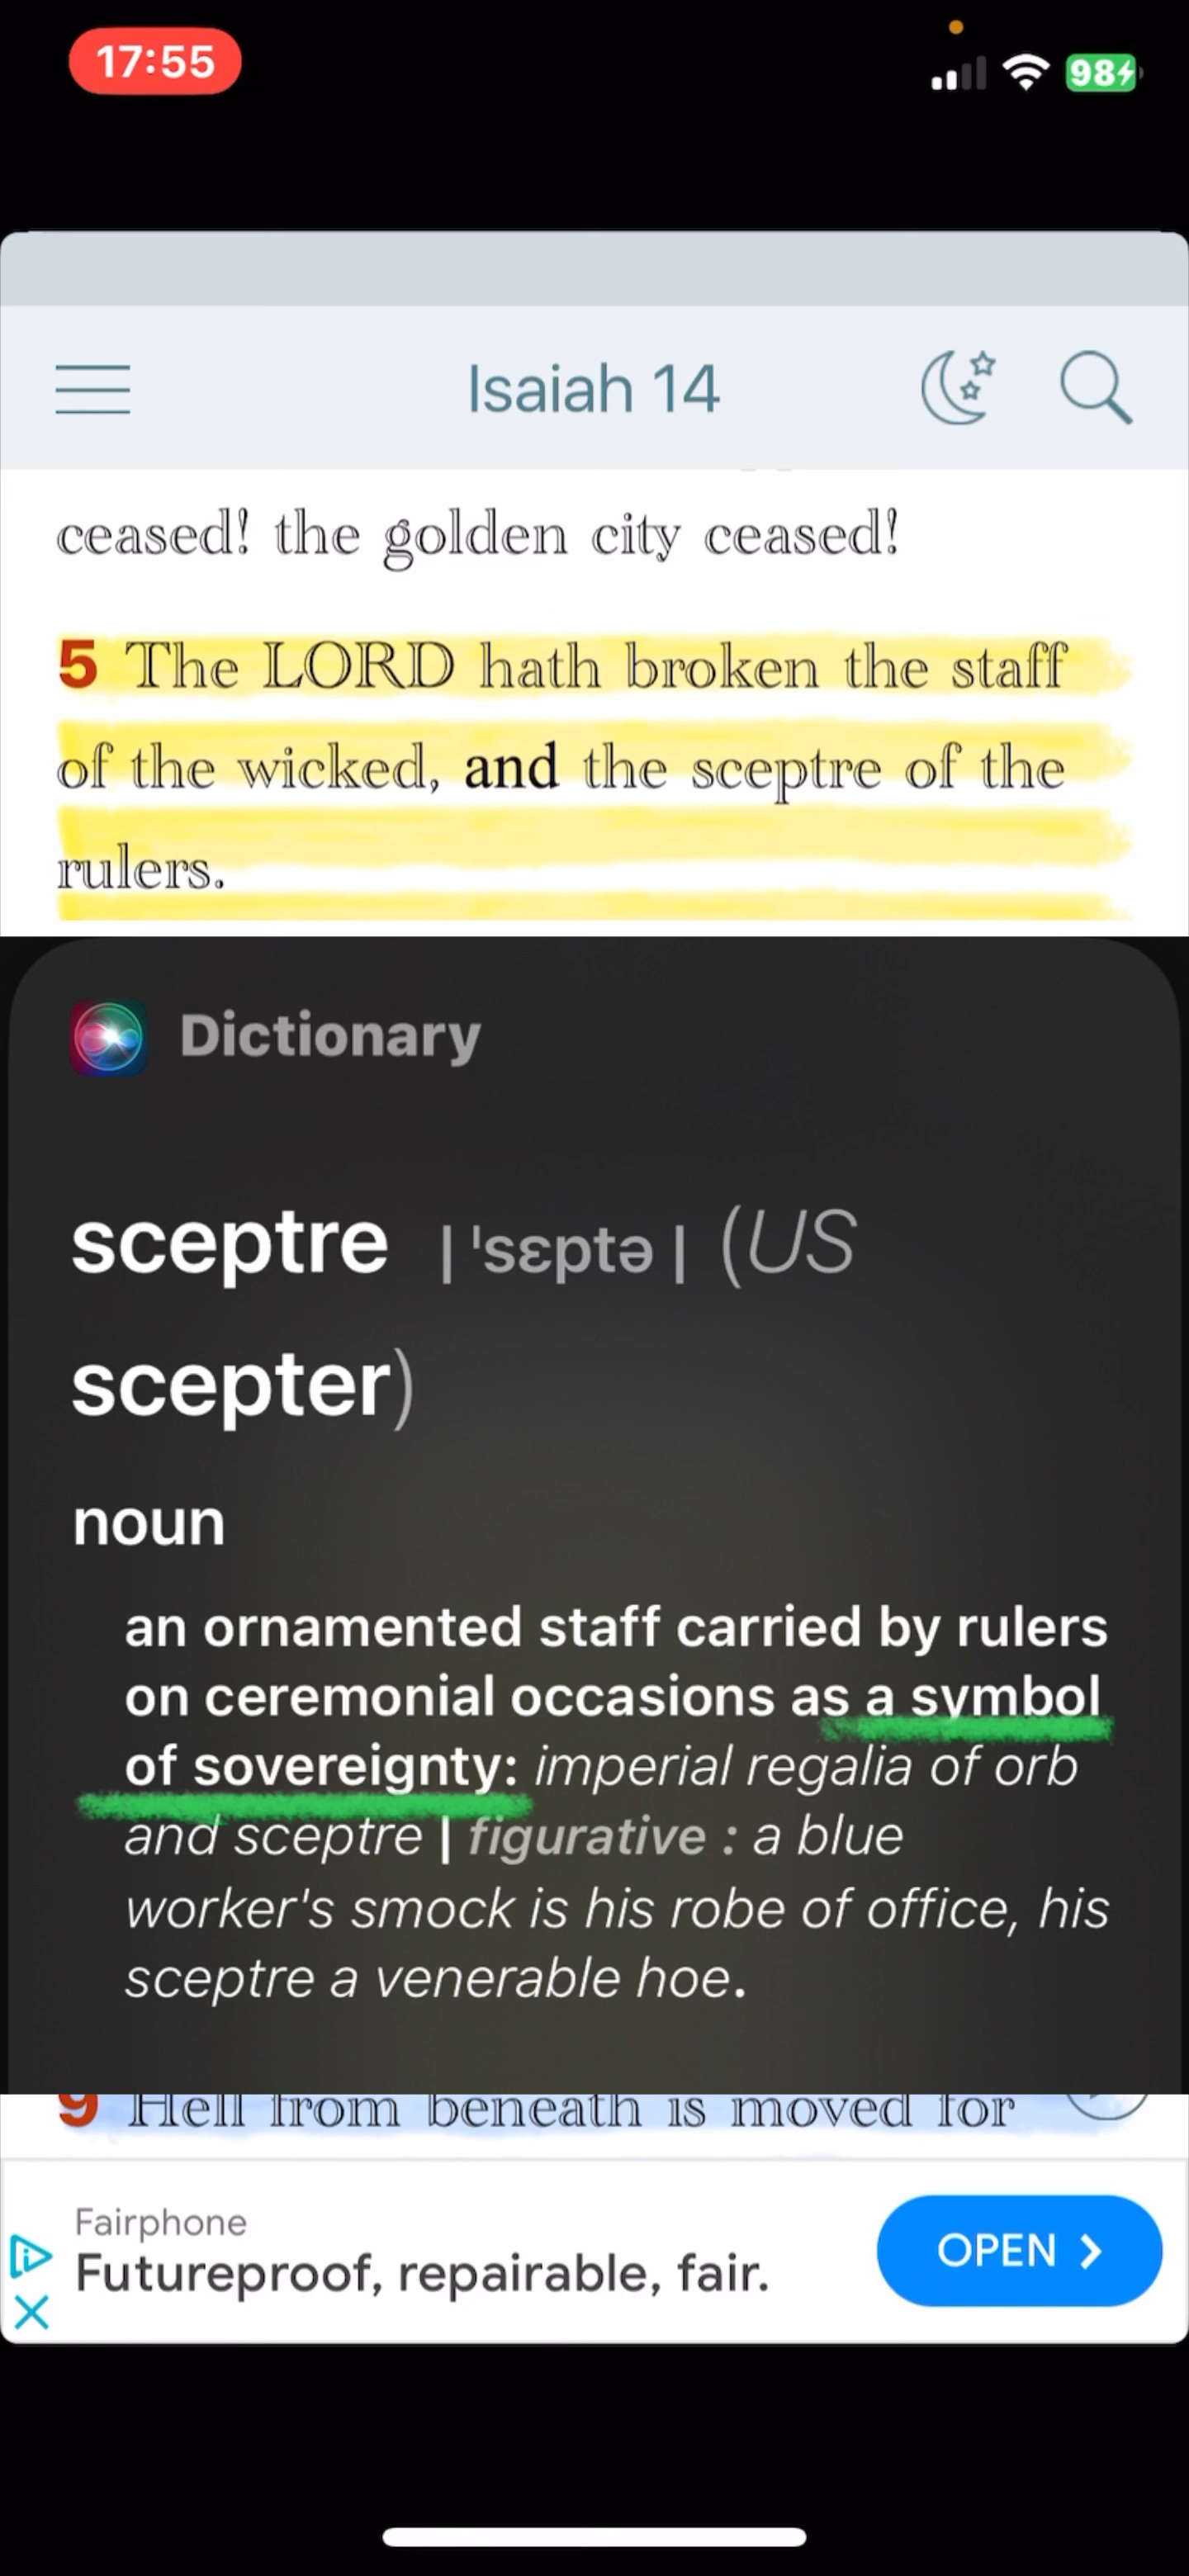 17:55
98
Isaiah 14
ceased! the golden city ceased!
5 The LORD hath broken the staff
of the wicked, and the sceptre of the
rulers.
Dictionary
sceptre | ˈsɛptə | (US
scepter)
noun
an ornamented staff carried by rulers
on ceremonial occasions as a symbol
of sovereignty: imperial regalia of orb
and sceptre | figurative : a blue
worker's smock is his robe of office, his
sceptre a venerable hoe.
9 Hell from beneath is moved for
Fairphone
Futureproof, repairable, fair.
OPEN